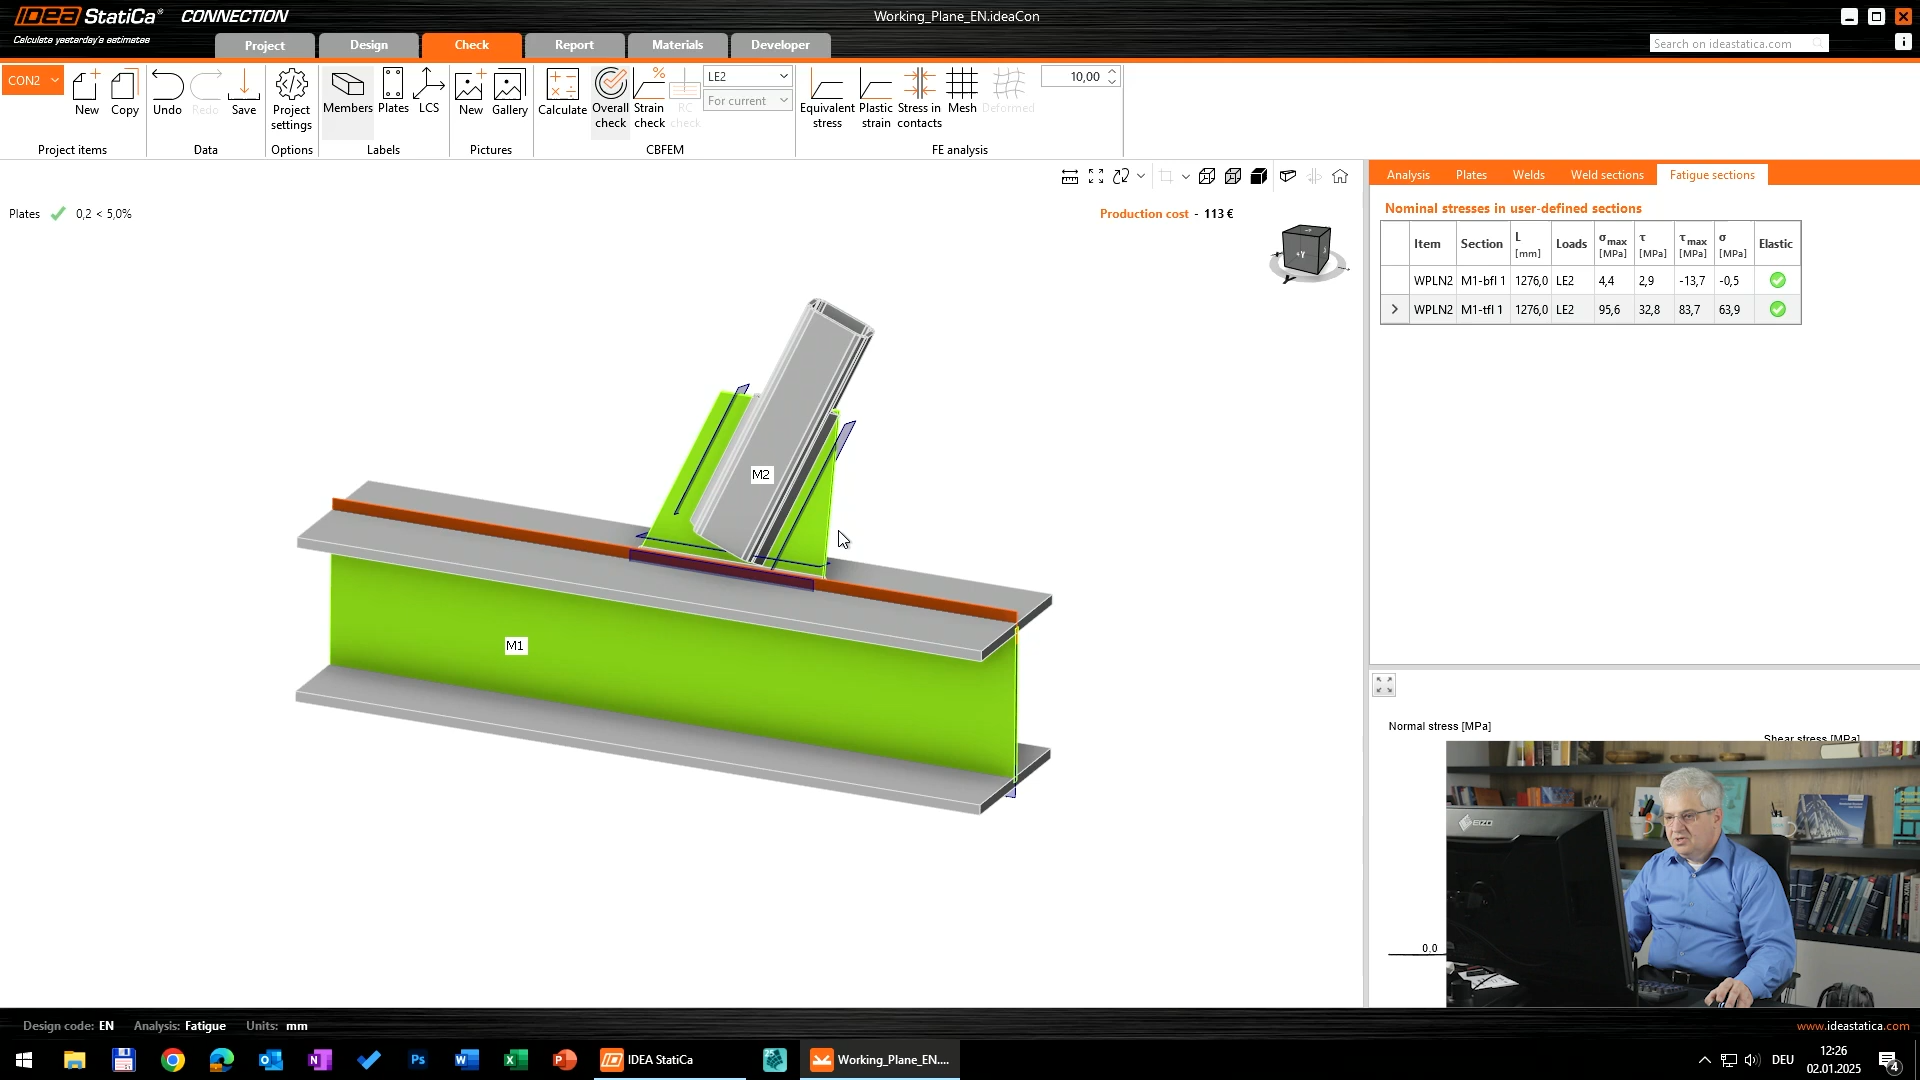 IDEA StatiCa® CONNECTION
Calculate yesterday's estimates
Working_Plane_EN.ideaCon
Search on ideastatica.com
Project Design Check Report Materials Developer
CON2
New Copy Undo Redo Save Project settings Members Plates LCS New Gallery Calculate Overall check Strain check RC check
LE2
For current
Equivalent stress Plastic strain Stress in contacts Mesh Deformed
10,00
Project items Data Options Labels Pictures CBFEM FE analysis
Analysis Plates Welds Weld sections Fatigue sections
Plates 0,2 < 5,0%
Production cost - 113 €
+Y
Nominal stresses in user-defined sections
Item Section L [mm] Loads σmax [MPa] τ [MPa] τmax [MPa] σ [MPa] Elastic
WPLN2 M1-bfl 1 1276,0 LE2 4,4 2,9 -13,7 -0,5
> WPLN2 M1-tfl 1 1276,0 LE2 95,6 32,8 83,7 63,9
M2
M1
Normal stress [MPa]
Shear stress [MPa]
EIZO
0,0
Design code: EN Analysis: Fatigue Units: mm
www.ideastatica.com
IDEA StatiCa
Working_Plane_EN....
DEU
12:26
02.01.2025
4